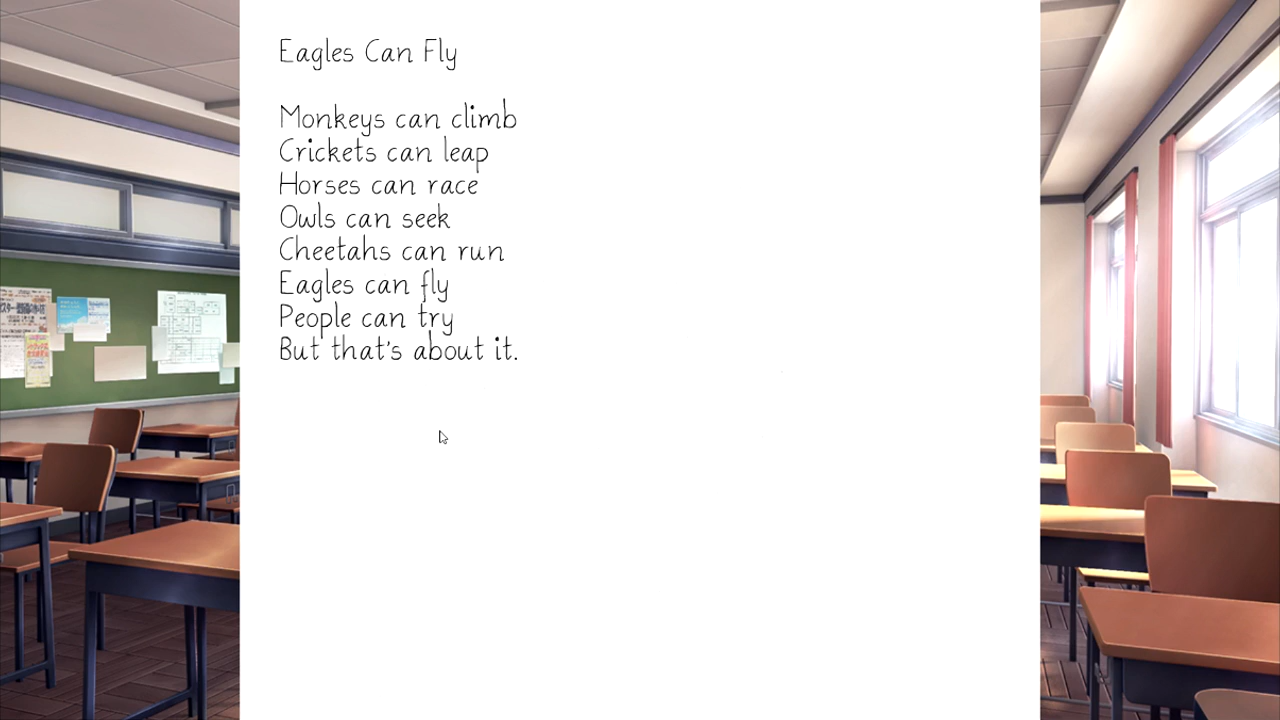 Eagles Can Fly
Monkeys can climb
Crickets can leap
Horses can race
Owls can seek
Cheetahs can run
Eagles can fly
People can try
But that's about it.